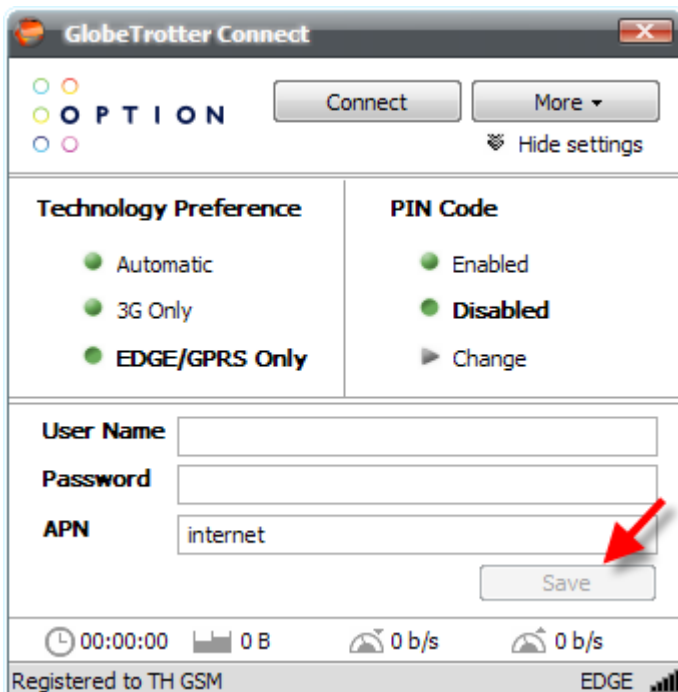 GlobeTrotter Connect
OPTION
Connect
More
Hide settings
Technology Preference
Automatic
3G Only
EDGE/GPRS Only
PIN Code
Enabled
Disabled
Change
User Name
Password
APN internet
Save
00:00:00 0 B 0 b/s 0 b/s
Registered to TH GSM EDGE